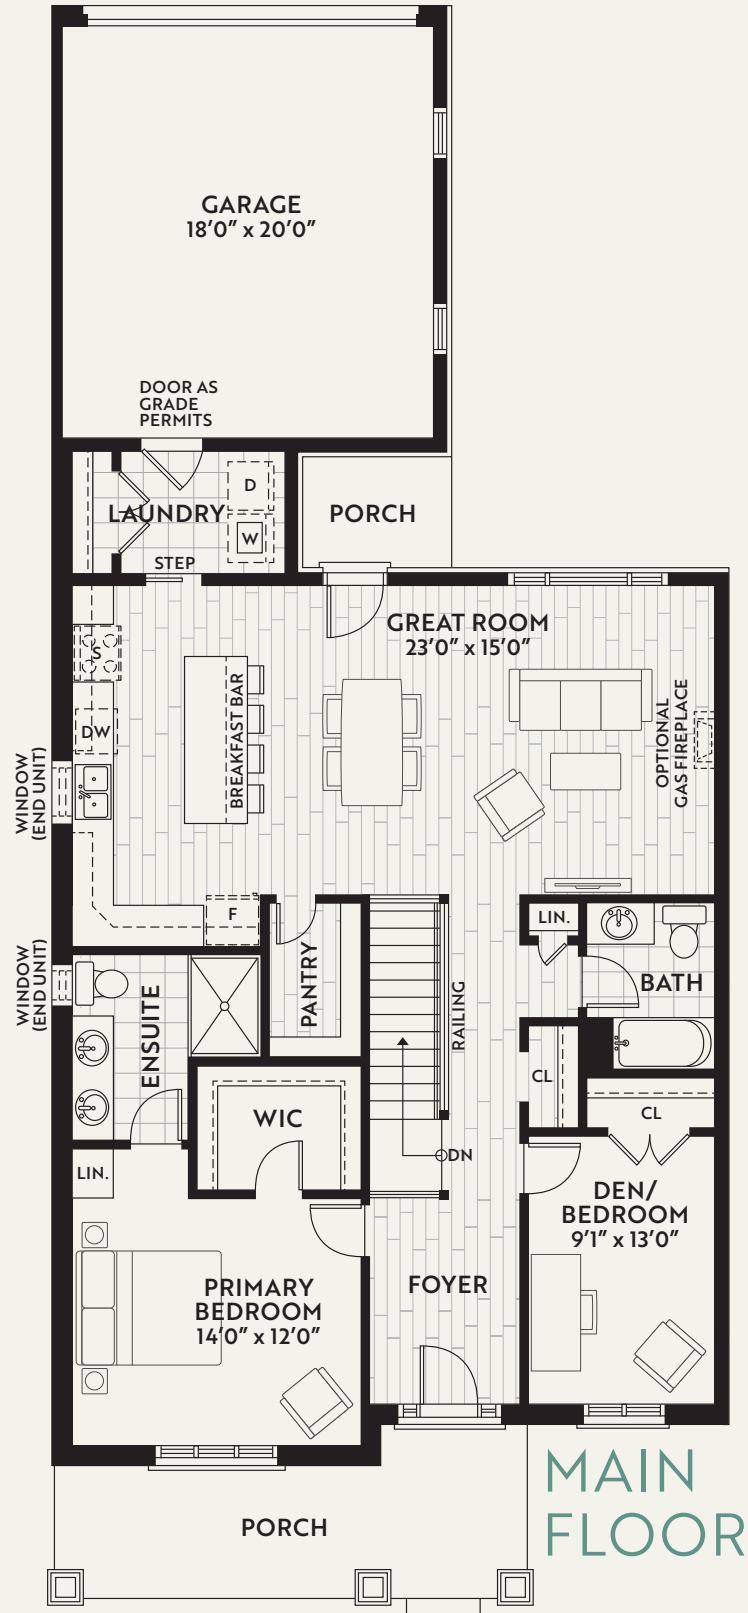 GARAGE
18'0" x 20'0"
DOOR AS
GRADE
PERMITS
D
LAUNDRY
W
STEP
PORCH
GREAT ROOM
23'0" x 15'0"
S
DW
BREAKFAST BAR
OPTIONAL
GAS FIREPLACE
WINDOW
(END UNIT)
F
LIN.
WINDOW
(END UNIT)
ENSUITE
PANTRY
RAILING
BATH
CL
WIC
CL
DN
LIN.
DEN/
BEDROOM
9'1" x 13'0"
PRIMARY
BEDROOM
14'0" x 12'0"
FOYER
MAIN
FLOOR
PORCH